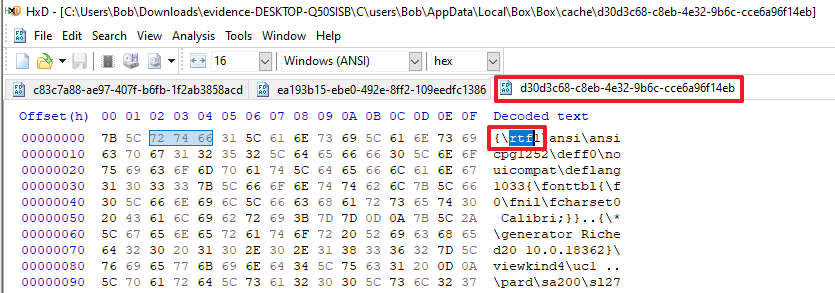 HxD - [C:\Users\Bob\Downloads\evidence-DESKTOP-Q50SISB\C\users\Bob\AppData\Local\Box\Box\cache\d30d3c68-c8eb-4e32-9b6c-cce6a96f14eb]
File Edit Search View Analysis Tools Window Help
16 Windows (ANSI) hex
c83c7a88-ae97-407f-b6fb-1f2ab3858acd ea193b15-ebe0-492e-8ff2-109eedfc1386 d30d3c68-c8eb-4e32-9b6c-cce6a96f14eb
Offset(h) 00 01 02 03 04 05 06 07 08 09 0A 0B 0C 0D 0E 0F Decoded text
00000000 7B 5C 72 74 66 31 5C 61 6E 73 69 5C 61 6E 73 69 {\rtf1\ansi\ansi
00000010 63 70 67 31 32 35 32 5C 64 65 66 66 30 5C 6E 6F cpg1252\deff0\no
00000020 75 69 63 6F 6D 70 61 74 5C 64 65 66 6C 61 6E 67 uicompat\deflang
00000030 31 30 33 33 7B 5C 66 6F 6E 74 74 62 6C 7B 5C 66 1033{\fonttbl{\f
00000040 30 5C 66 6E 69 6C 5C 66 63 68 61 72 73 65 74 30 0\fnil\fcharset0
00000050 20 43 61 6C 69 62 72 69 3B 7D 7D 0D 0A 7B 5C 2A Calibri;}}..{\*
00000060 5C 67 65 6E 65 72 61 74 6F 72 20 52 69 63 68 65 \generator Riche
00000070 64 32 30 20 31 30 2E 30 2E 31 38 33 36 32 7D 5C d20 10.0.18362}\
00000080 76 69 65 77 6B 69 6E 64 34 5C 75 63 31 20 0D 0A viewkind4\uc1 ..
00000090 5C 70 61 72 64 5C 73 61 32 30 30 5C 73 6C 32 37 \pard\sa200\sl27